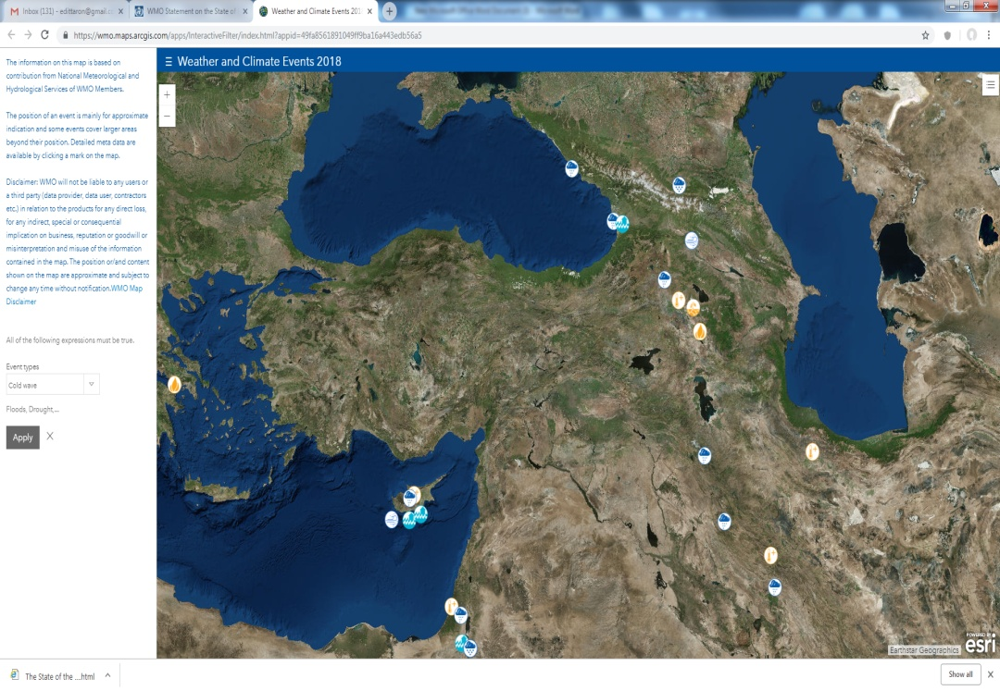 Inbox (131) - edittaron@gmail.c
WMO Statement on the State of
Weather and Climate Events 201
https://wmo.maps.arcgis.com/apps/InteractiveFilter/index.html?appid=49fa8561891049ff9ba16a443edb56a5
The information on this map is based on
contribution from National Meteorological and
Hydrological Services of WMO Members.
The position of an event is mainly for approximate
indication and some events cover larger areas
beyond their position. Detailed meta data are
available by clicking a mark on the map.
Disclaimer: WMO will not be liable to any users or
a third party (data provider, data user, contractors
etc.) in relation to the products for any direct loss,
for any indirect, special or consequential
implication on business, reputation or goodwill or
misinterpretation and misuse of the information
contained in the map. The position or/and content
shown on the map are approximate and subject to
change any time without notification.WMO Map
Disclaimer
All of the following expressions must be true.
Event types
Cold wave
Floods, Drought,...
Apply
Weather and Climate Events 2018
Earthstar Geographics
POWERED BY
esri
The State of the ....html
Show all